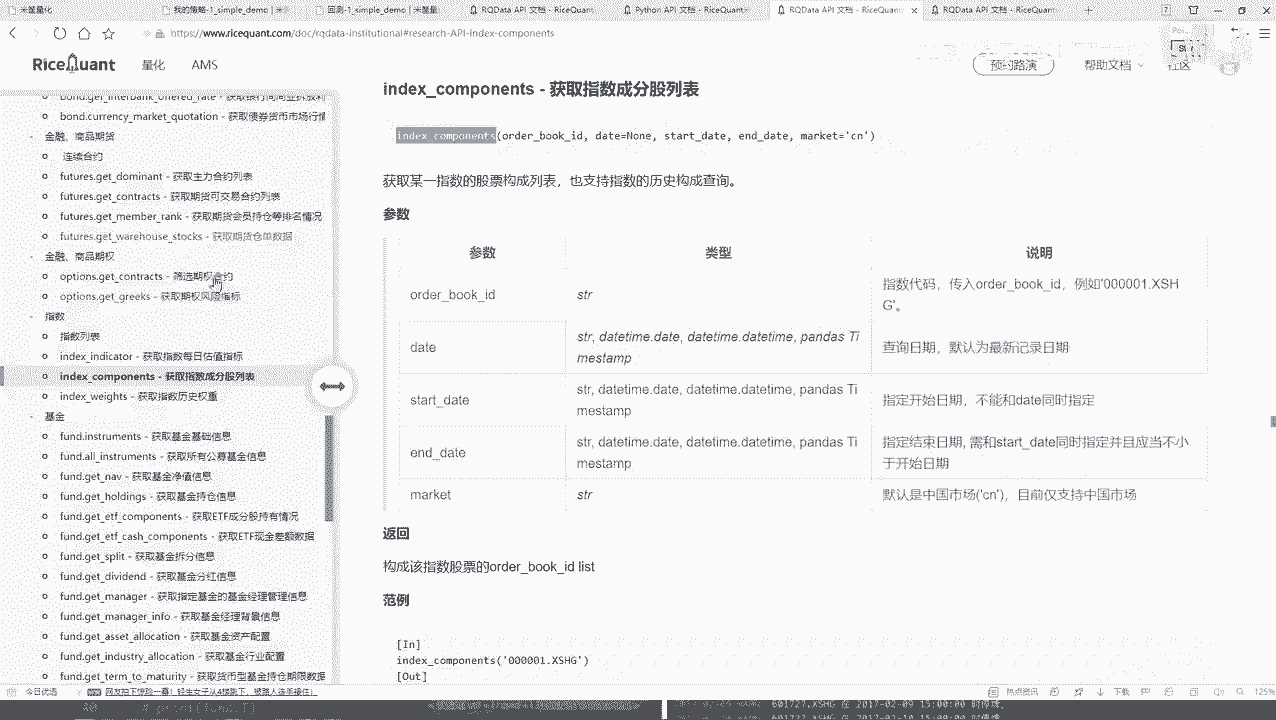 米筐量化
我的策略-1_simple_demo | 米
回测-1_simple_demo | 米筐量
RQData API 文档 - RiceQuant
Python API 文档 - RiceQuant
RQData API 文档 - RiceQuant
RQData API 文档 - RiceQuant
https://www.ricequant.com/doc/rqdata-institutional#research-API-index-components
RiceQuant
量化
AMS
预约路演
帮助文档
社区
bond.get_interbank_offered_rate - 获取银行间同业拆放利
bond.currency_market_quotation - 获取债券货币市场行情
金融、商品期货
连续合约
futures.get_dominant - 获取主力合约列表
futures.get_contracts - 获取期货可交易合约列表
futures.get_member_rank - 获取期货会员持仓等排名情况
futures.get_warehouse_stocks - 获取期货仓单数据
金融、商品期权
options.get_contracts - 筛选期权合约
options.get_greeks - 获取期权风险指标
指数
指数列表
index_indicator - 获取指数每日估值指标
index_components - 获取指数成分股列表
index_weights - 获取指数历史权重
基金
fund.instruments - 获取基金基础信息
fund.all_instruments - 获取所有公募基金信息
fund.get_nav - 获取基金净值信息
fund.get_holdings - 获取基金持仓信息
fund.get_etf_components - 获取ETF成分股持有情况
fund.get_etf_cash_components - 获取ETF现金差额数据
fund.get_split - 获取基金拆分信息
fund.get_dividend - 获取基金分红信息
fund.get_manager - 获取指定基金的基金经理管理信息
fund.get_manager_info - 获取基金经理背景信息
fund.get_asset_allocation - 获取基金资产配置
fund.get_industry_allocation - 获取基金行业配置
fund.get_term_to_maturity - 获取货币型基金持仓期限数据
index_components - 获取指数成分股列表
index_components(order_book_id, date=None, start_date, end_date, market='cn')
获取某一指数的股票构成列表，也支持指数的历史构成查询。
参数
参数 类型 说明
order_book_id str 指数代码，传入order_book_id，例如'000001.XSH
G'。
date str, datetime.date, datetime.datetime, pandas Ti
mestamp 查询日期，默认为最新记录日期
start_date str, datetime.date, datetime.datetime, pandas Ti
mestamp 指定开始日期，不能和date同时指定
end_date str, datetime.date, datetime.datetime, pandas Ti
mestamp 指定结束日期, 需和start_date同时指定并且应当不小
于开始日期
market str 默认是中国市场('cn')，目前仅支持中国市场
返回
构成该指数股票的order_book_id list
范例
[In]
index_components('000001.XSHG')
[Out]
今日优选
热点资讯
下载
125%
40 # print(fund.T)
601727.XSHG 在 2017-02-09 15:00:00 时停牌,